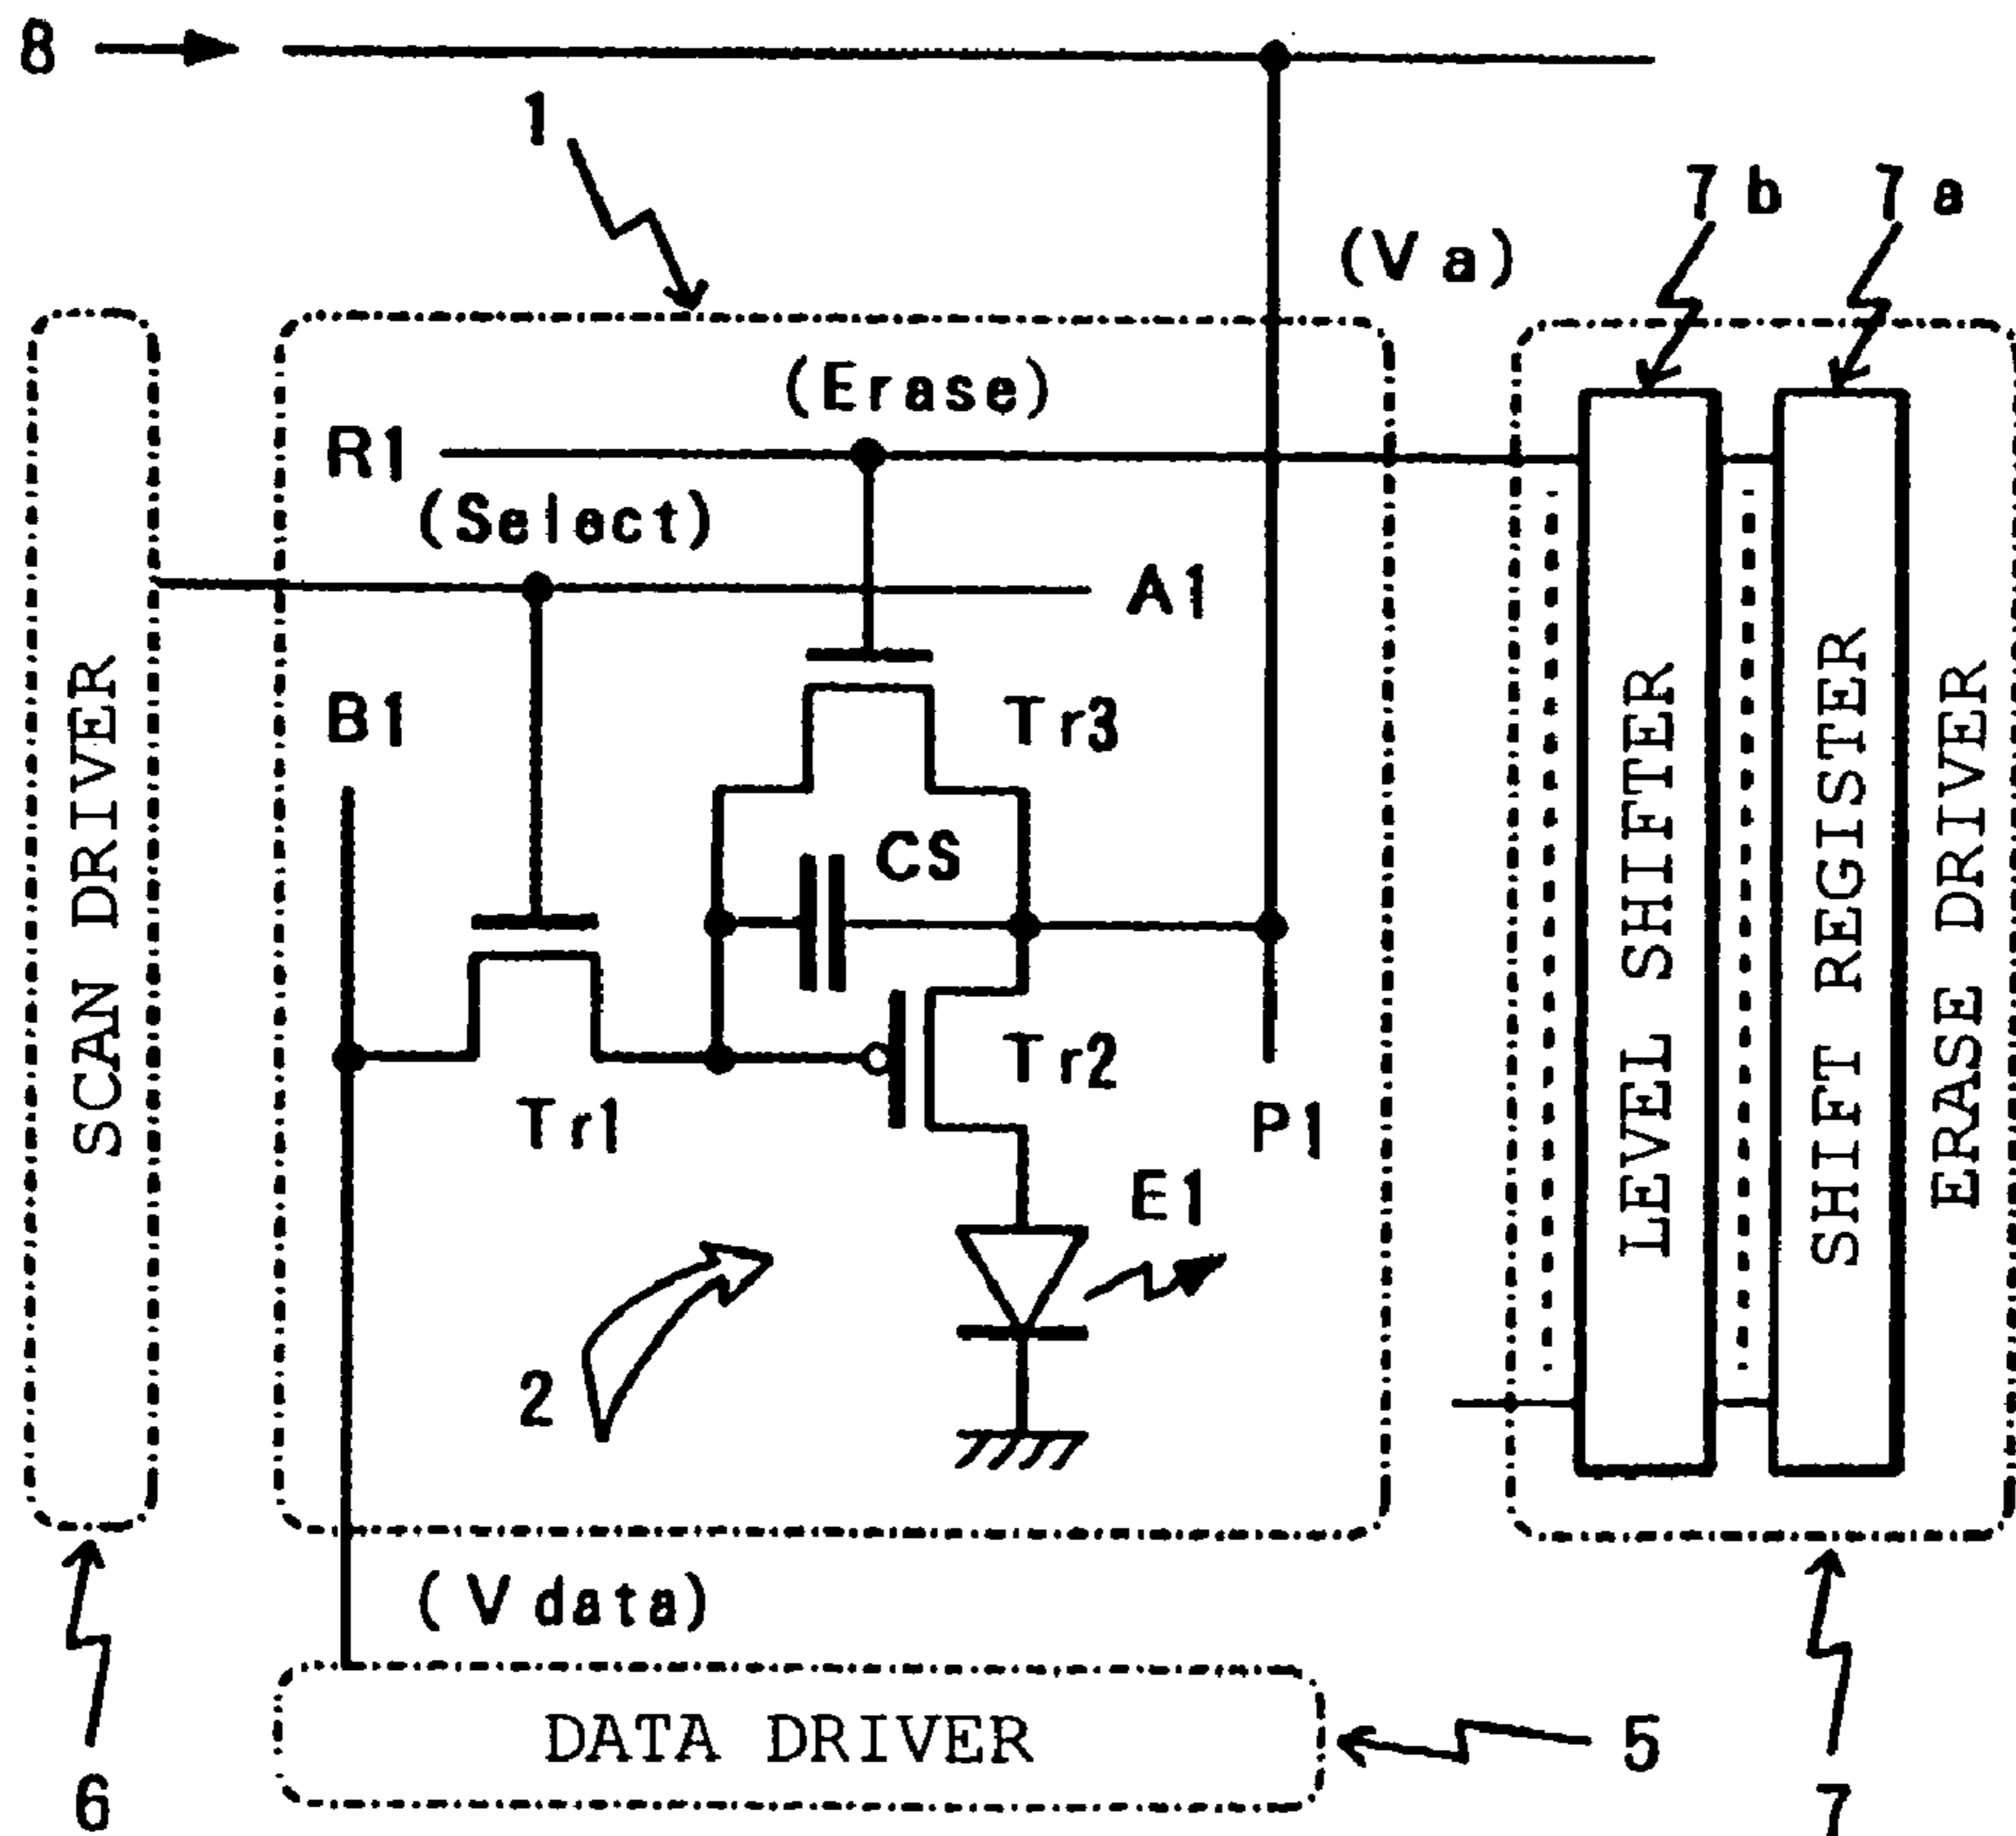 8
1
7b 7a
(Va)
(Erase)
R1
(Select)
A1
B1
Tr3
CS
Tr2
Tr1
P1
E1
2
SCAN DRIVER
LEVEL SHIFTER
SHIFT REGISTER
ERASE DRIVER
(Vdata)
DATA DRIVER
5
6
7